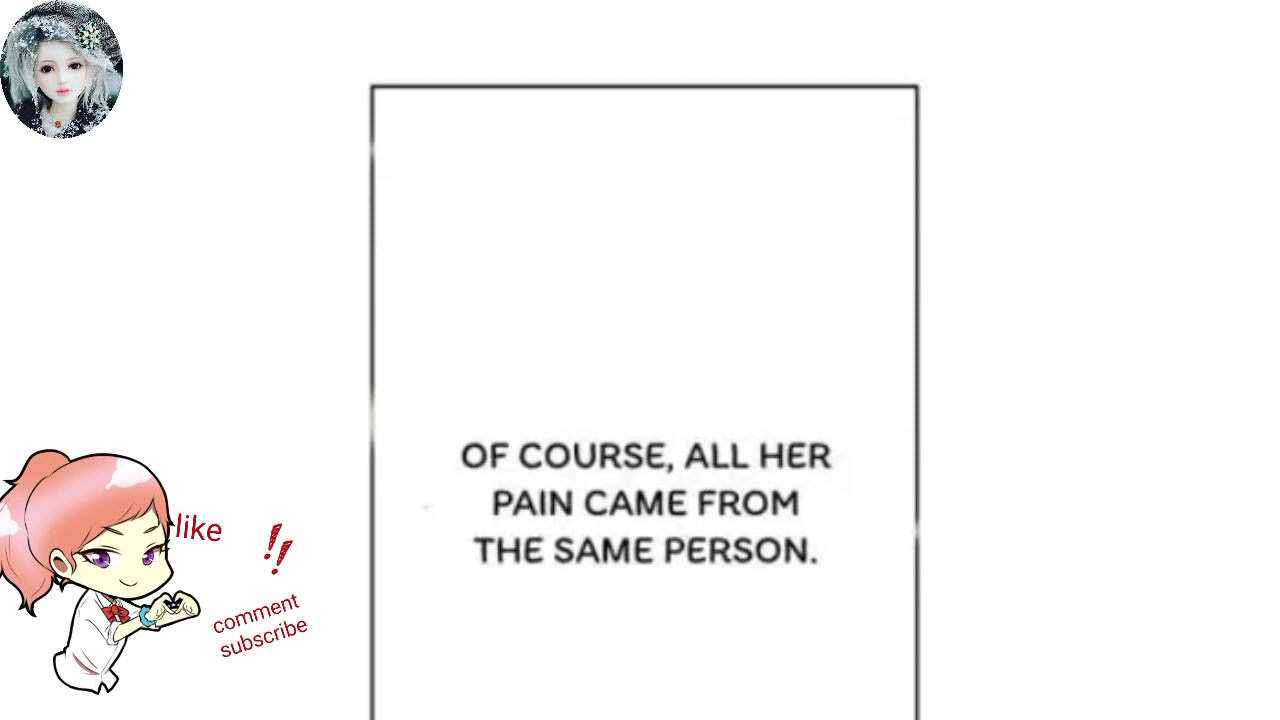 OF COURSE, ALL HER
PAIN CAME FROM
THE SAME PERSON.
like
!!
comment
subscribe